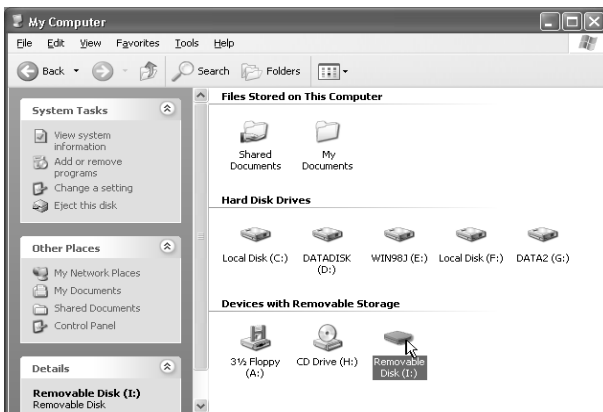 My Computer
File Edit View Favorites Tools Help
Back Search Folders
System Tasks
View system
information
Add or remove
programs
Change a setting
Eject this disk
Other Places
My Network Places
My Documents
Shared Documents
Control Panel
Details
Removable Disk (I:)
Removable Disk
Files Stored on This Computer
Shared
Documents
My
Documents
Hard Disk Drives
Local Disk (C:)
DATADISK
(D:)
WIN98J (E:)
Local Disk (F:)
DATA2 (G:)
Devices with Removable Storage
3½ Floppy
(A:)
CD Drive (H:)
Removable
Disk (I:)